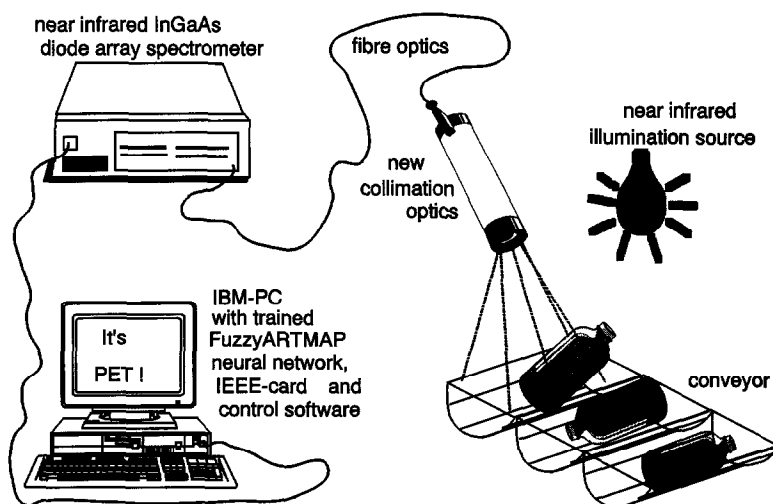 near infrared InGaAs
diode array spectrometer
fibre optics
near infrared
illumination source
new
collimation
optics
IBM-PC
with trained
FuzzyARTMAP
neural network,
IEEE-card and
control software
It's
PET !
conveyor